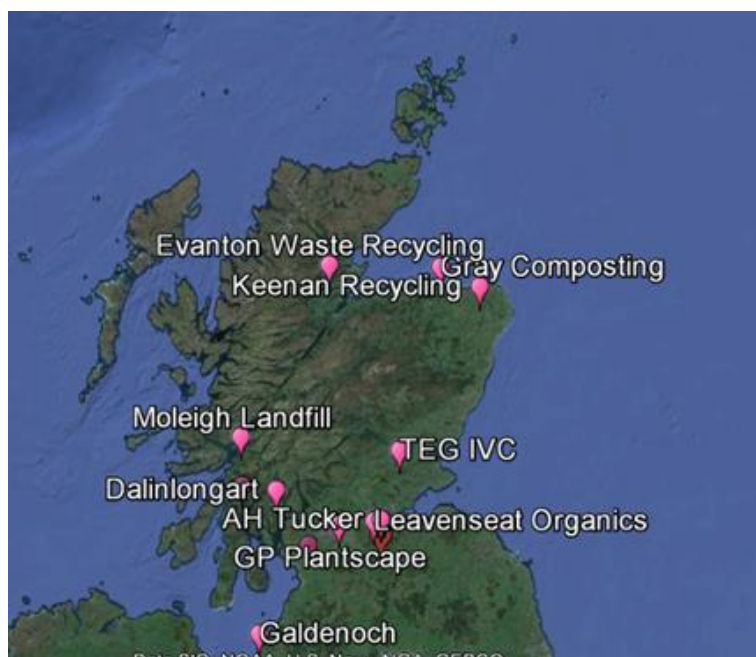 Evanton Waste Recycling
Gray Composting
Keenan Recycling
Moleigh Landfill
TEG IVC
Dalinlongart
AH Tucker
Leavenseat Organics
GP Plantscape
Galdenoch